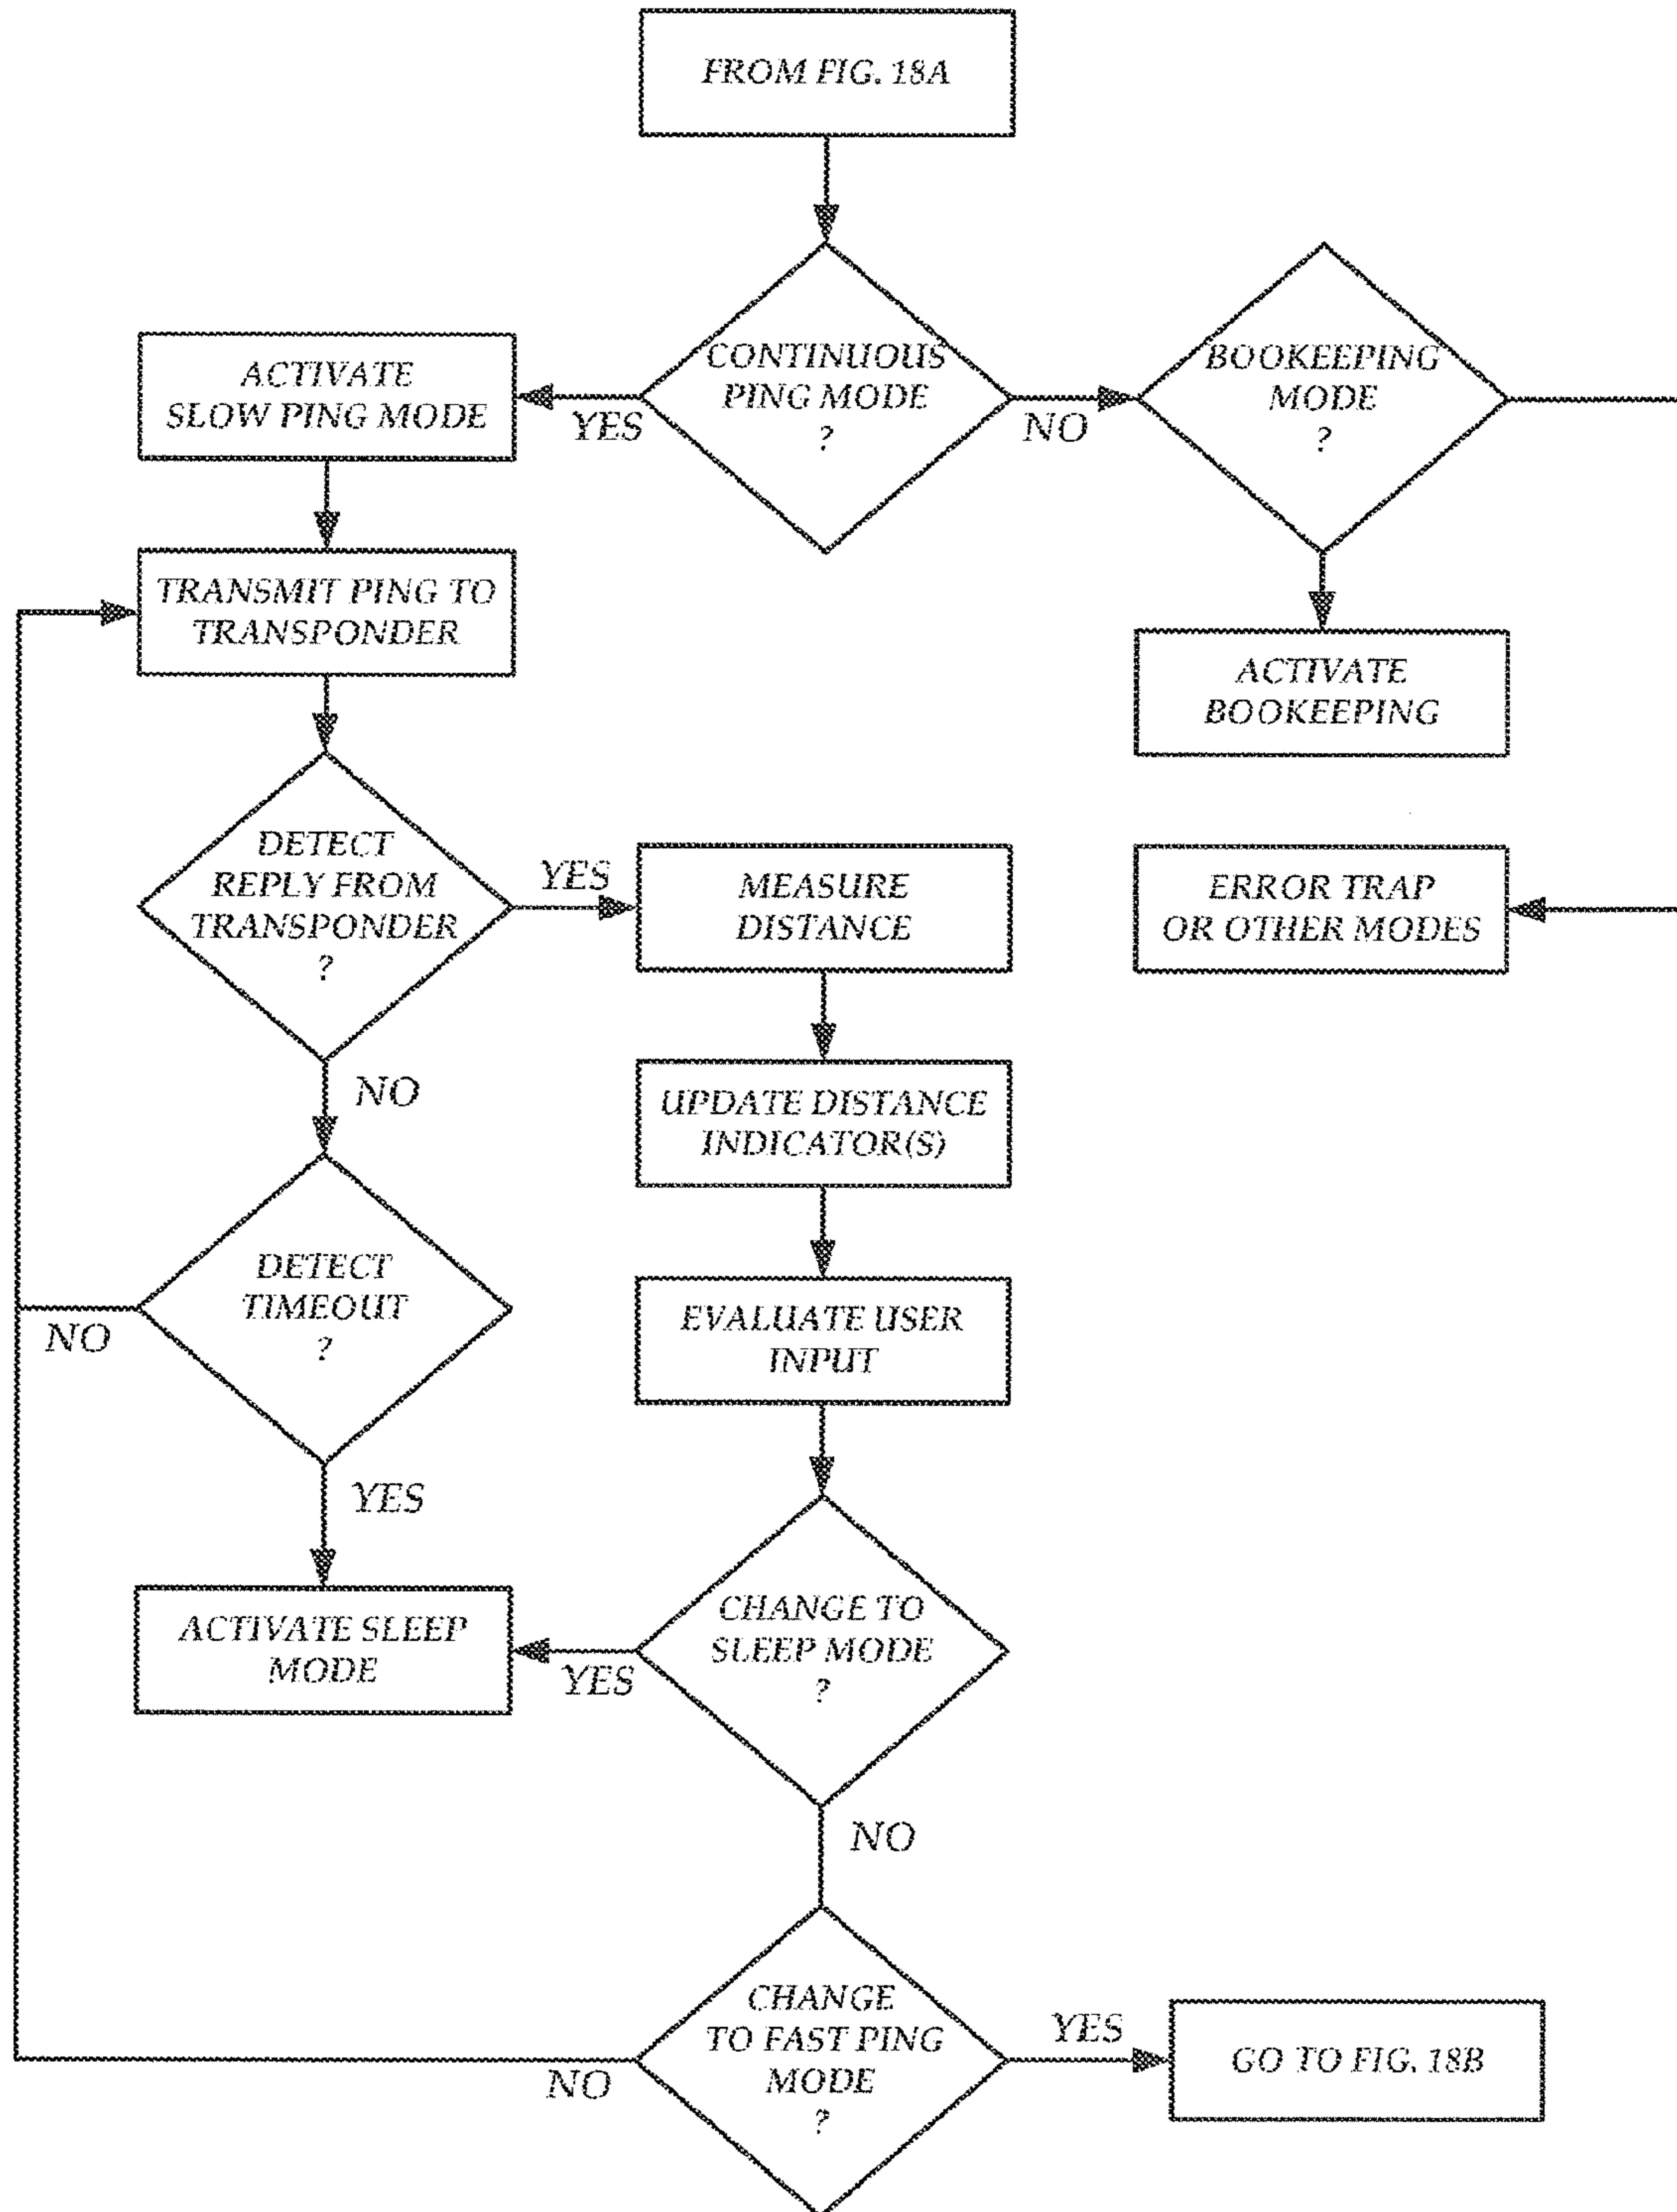 FROM FIG. 18A
CONTINUOUS
PING MODE
?
YES
NO
BOOKEEPING
MODE
?
ACTIVATE
SLOW PING MODE
TRANSMIT PING TO
TRANSPONDER
ACTIVATE
BOOKEEPING
DETECT
REPLY FROM
TRANSPONDER
?
YES
NO
MEASURE
DISTANCE
ERROR TRAP
OR OTHER MODES
UPDATE DISTANCE
INDICATOR(S)
DETECT
TIMEOUT
?
NO
YES
EVALUATE USER
INPUT
ACTIVATE SLEEP
MODE
CHANGE TO
SLEEP MODE
?
YES
NO
CHANGE
TO FAST PING
MODE
?
NO
YES
GO TO FIG. 18B